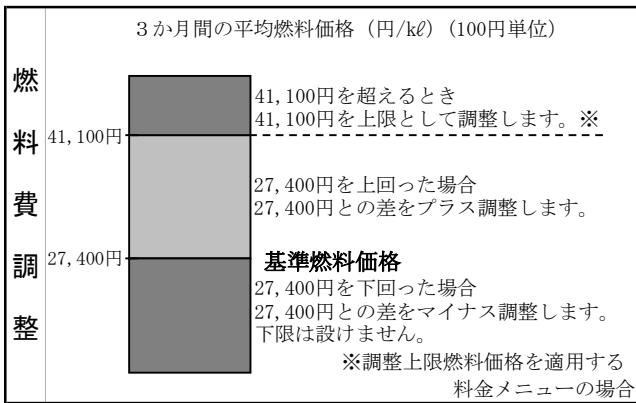 3か月間の平均燃料価格（円/kℓ）（100円単位）
燃料費調整
41,100円を超えるとき
41,100円を上限として調整します。※
41,100円
27,400円を上回った場合
27,400円との差をプラス調整します。
27,400円
基準燃料価格
27,400円を下回った場合
27,400円との差をマイナス調整します。
下限は設けません。
※調整上限燃料価格を適用する
料金メニューの場合